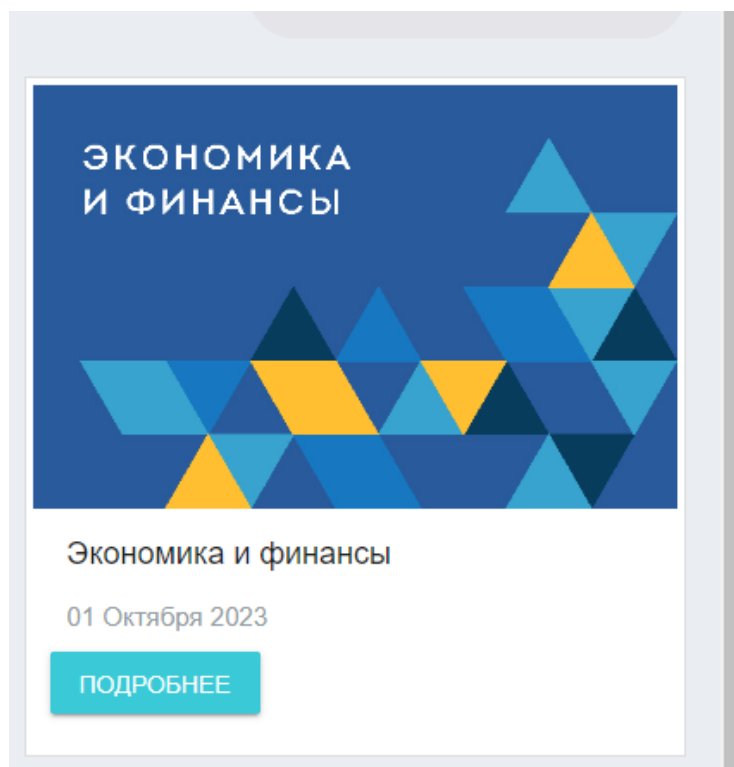 ЭКОНОМИКА
И ФИНАНСЫ
Экономика и финансы
01 Октября 2023
ПОДРОБНЕЕ